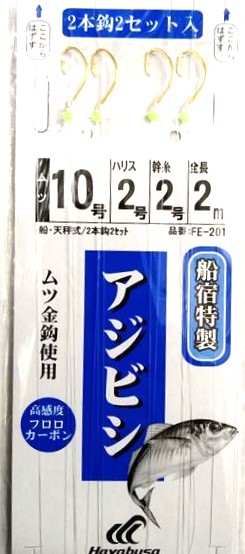 2本鈎2セット入
ここから
はずす
ここから
はずす
ムツ
10号
ハリス
2号
幹糸
2号
全長
2m
船・天秤式/2本鈎2セット
品番:FE-201
船宿特製
アジビシ
ムツ金鈎使用
高感度
フロロ
カーボン
Hayabusa